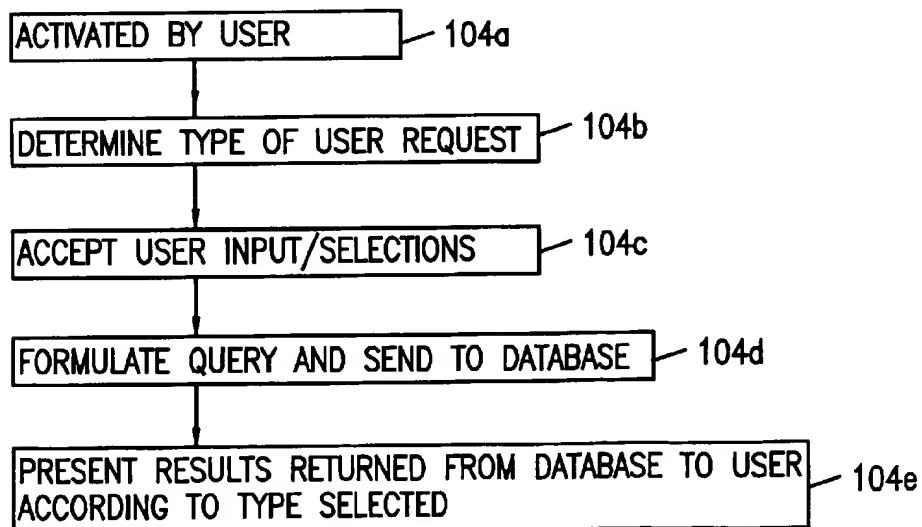 ACTIVATED BY USER
104a
DETERMINE TYPE OF USER REQUEST
104b
ACCEPT USER INPUT/SELECTIONS
104c
FORMULATE QUERY AND SEND TO DATABASE
104d
PRESENT RESULTS RETURNED FROM DATABASE TO USER
ACCORDING TO TYPE SELECTED
104e